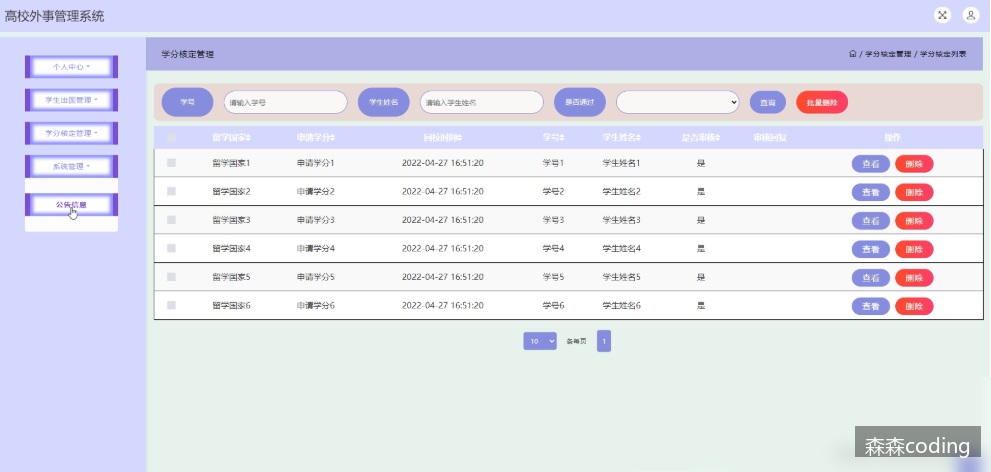 高校外事管理系统
学分核定管理
/ 学分核定管理 / 学分核定列表
个人中心
学生出国管理
学分核定管理
系统管理
公告信息
学号 请输入学号 学生姓名 请输入学生姓名 是否通过 查询 批量删除
留学国家 申请学分 回校时间 学号 学生姓名 是否审核 审核回复 操作
留学国家1 申请学分1 2022-04-27 16:51:20 学号1 学生姓名1 是 查看 删除
留学国家2 申请学分2 2022-04-27 16:51:20 学号2 学生姓名2 是 查看 删除
留学国家3 申请学分3 2022-04-27 16:51:20 学号3 学生姓名3 是 查看 删除
留学国家4 申请学分4 2022-04-27 16:51:20 学号4 学生姓名4 是 查看 删除
留学国家5 申请学分5 2022-04-27 16:51:20 学号5 学生姓名5 是 查看 删除
留学国家6 申请学分6 2022-04-27 16:51:20 学号6 学生姓名6 是 查看 删除
10 条每页 1
森森coding